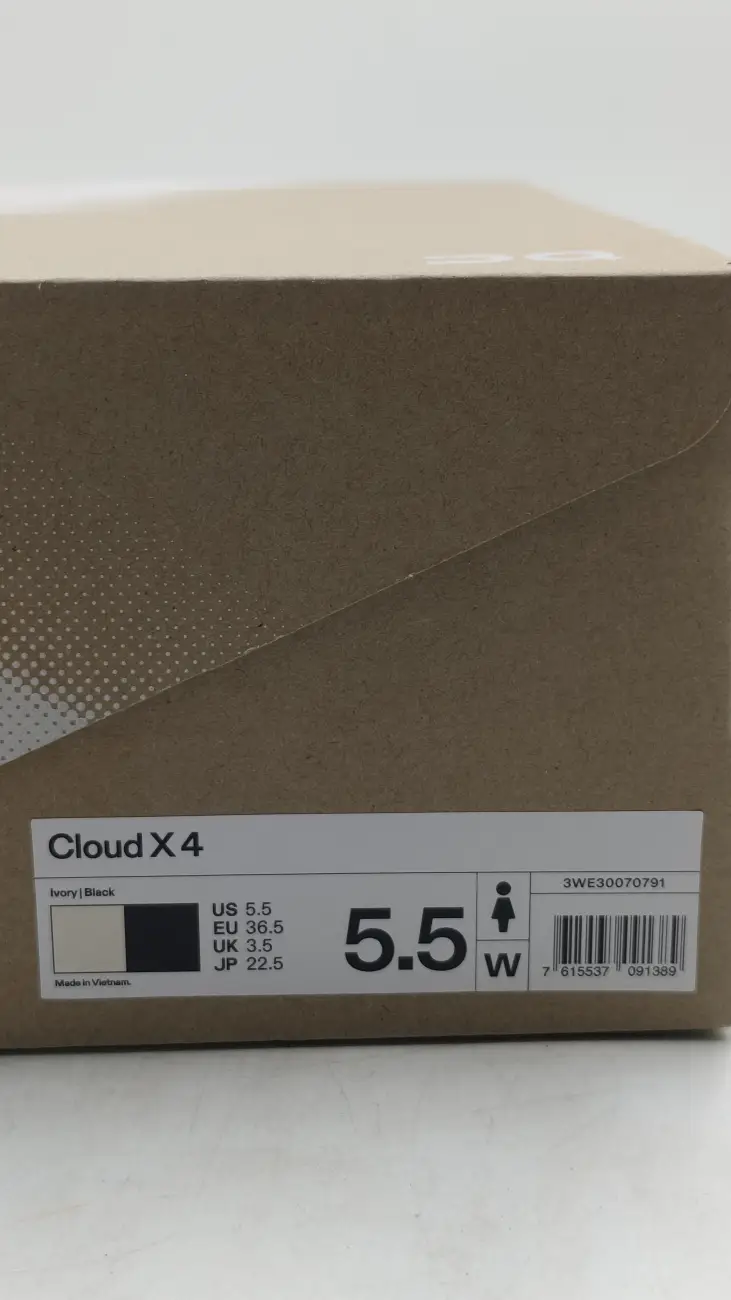 Cloud X 4
Ivory | Black
US 5.5
EU 36.5
UK 3.5
JP 22.5
Made in Vietnam.
5.5
W
3WE30070791
7 615537 091389